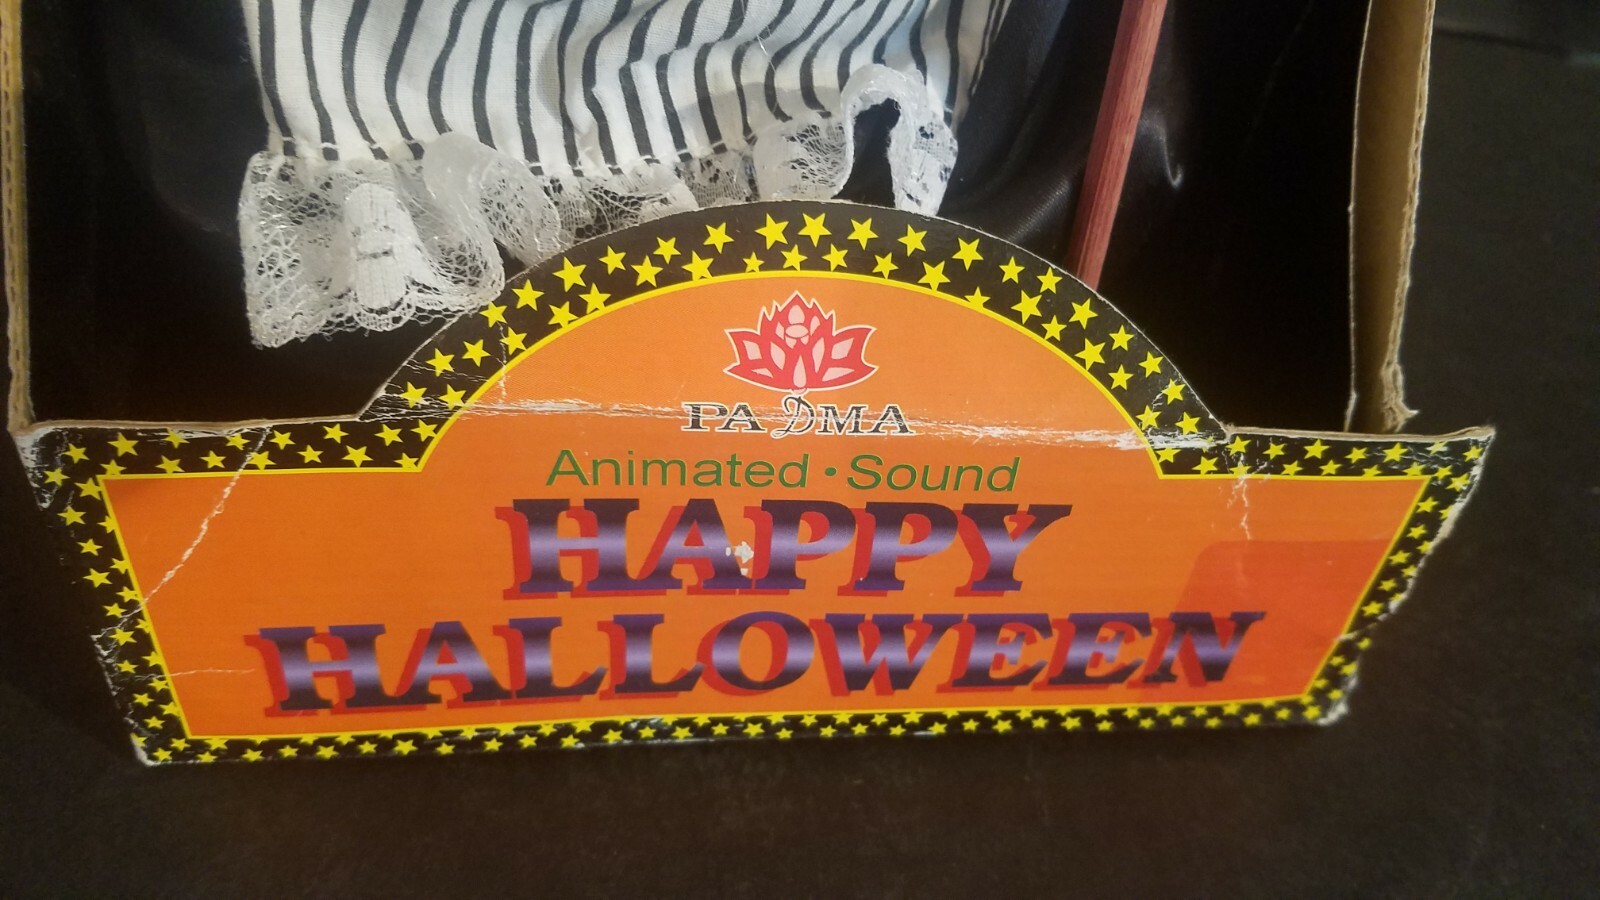 PADMA
Animated • Sound
HAPPY
HALLOWEEN